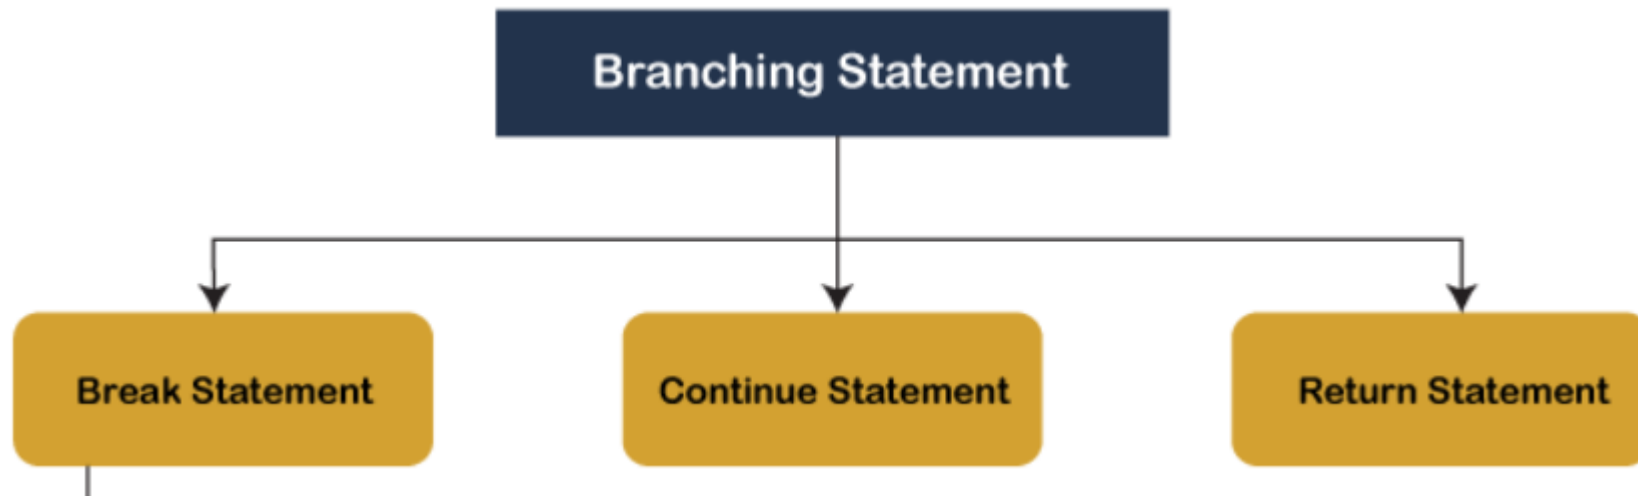 Branching Statement
Break Statement
Continue Statement
Return Statement